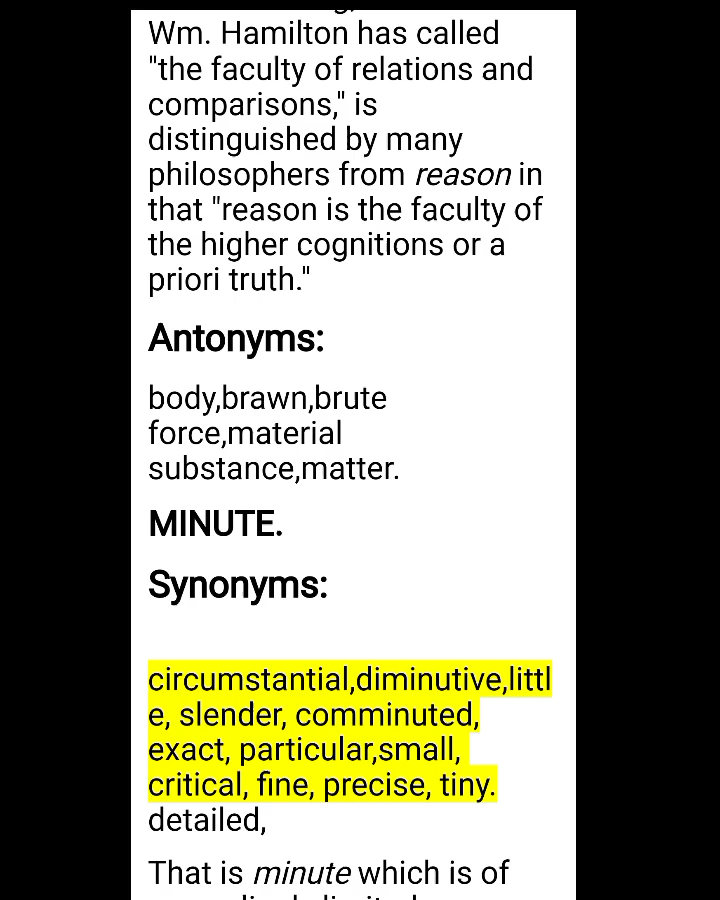 Wm. Hamilton has called
"the faculty of relations and
comparisons," is
distinguished by many
philosophers from reason in
that "reason is the faculty of
the higher cognitions or a
priori truth."
Antonyms:
body,brawn,brute
force,material
substance,matter.
MINUTE.
Synonyms:
circumstantial,diminutive,littl
e, slender, comminuted,
exact, particular,small,
critical, fine, precise, tiny.
detailed,
That is minute which is of